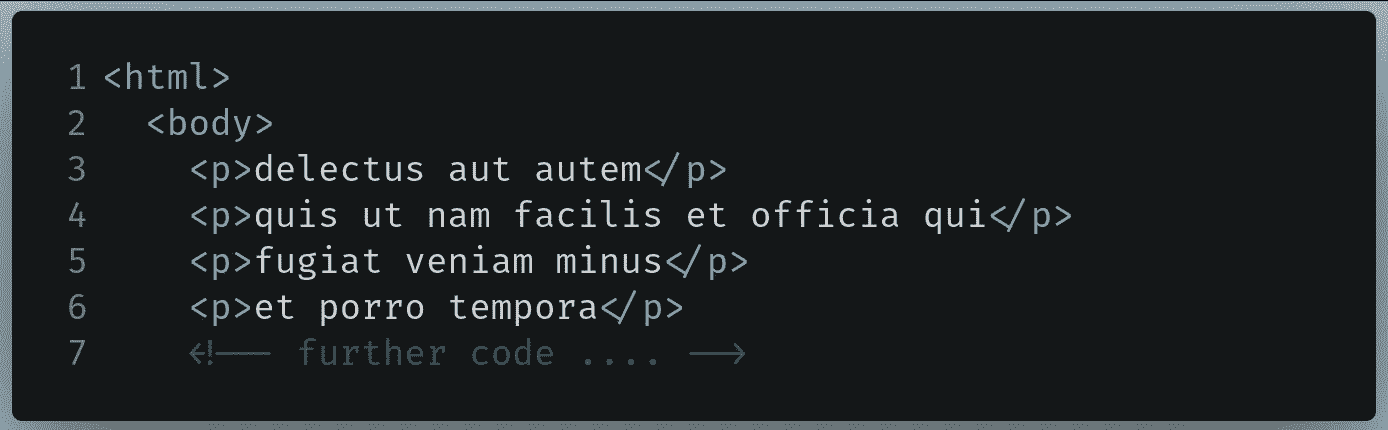 1 <html>
2   <body>
3     <p>delectus aut autem</p>
4     <p>quis ut nam facilis et officia qui</p>
5     <p>fugiat veniam minus</p>
6     <p>et porro tempora</p>
7     <!-- further code .... -->